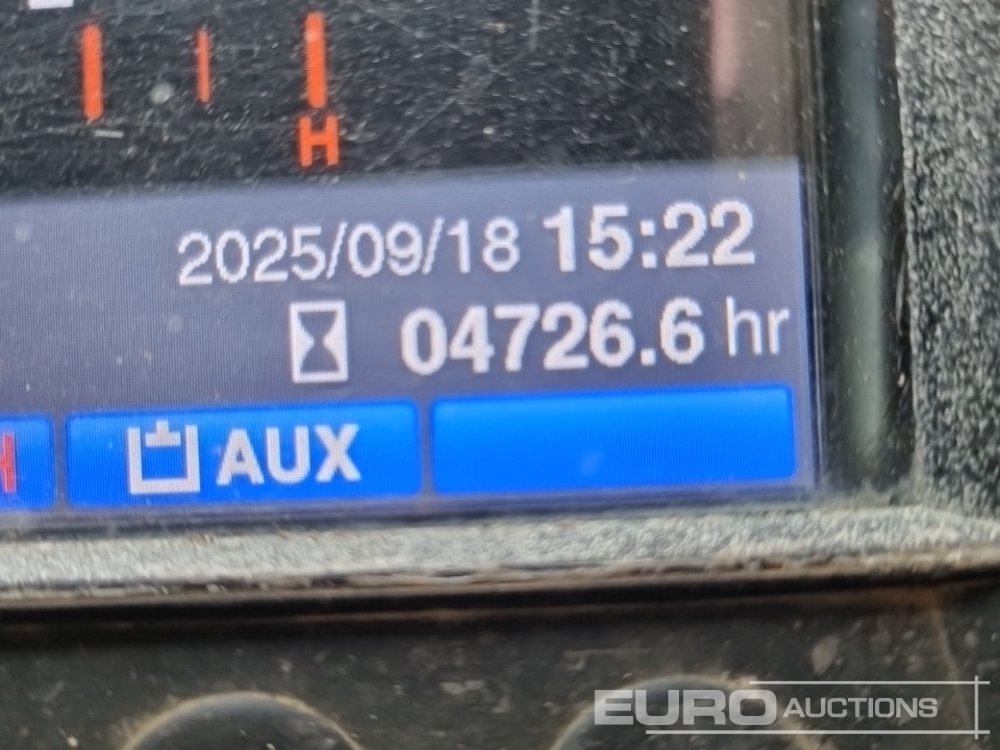 H
2025/09/18 15:22
04726.6 hr
H AUX
EURO AUCTIONS